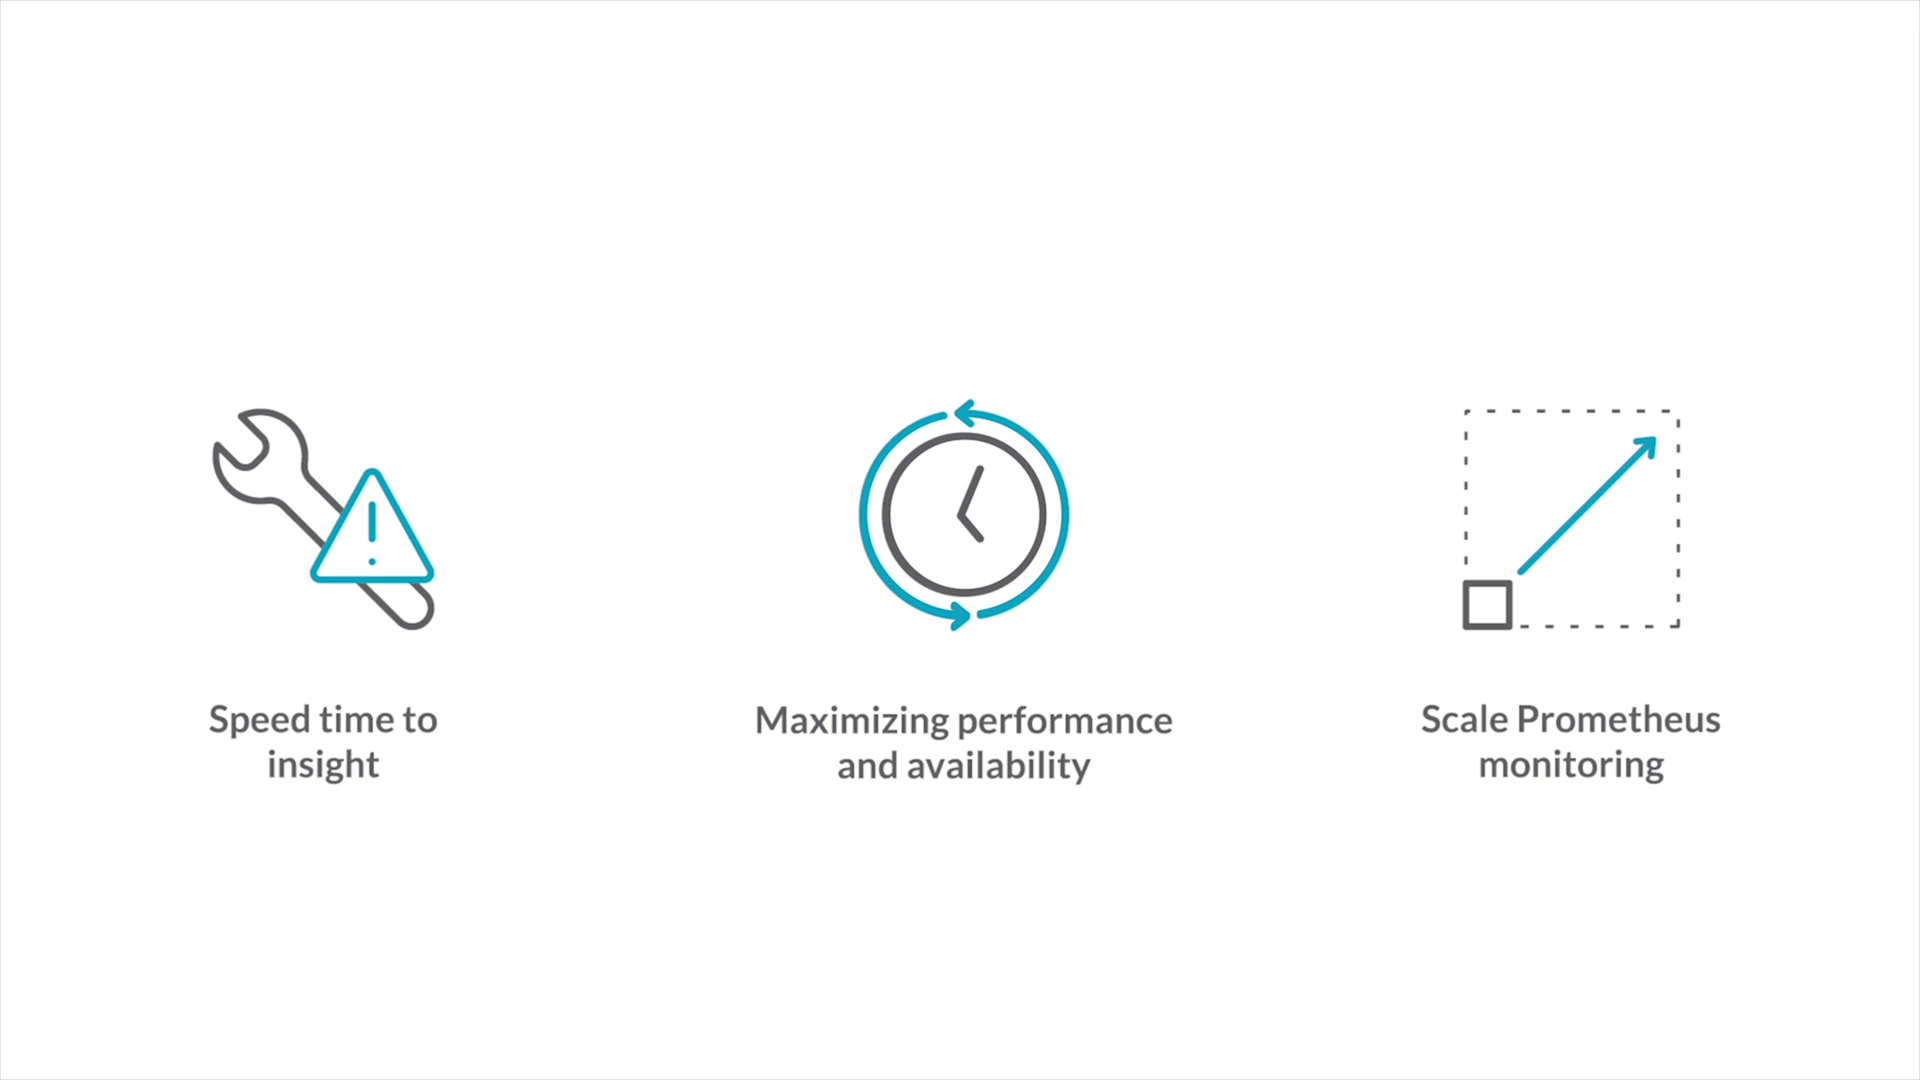 Speed time to
insight
Maximizing performance
and availability
Scale Prometheus
monitoring